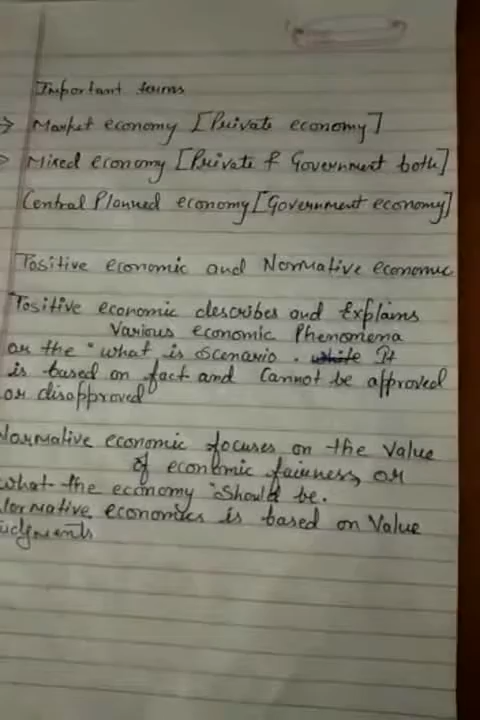 Important terms
→ Market economy [Private economy]
→ Mixed economy [Private & Government both]
Central Planned economy [Government economy]
Positive economic and Normative economic
Positive economic describes and Explains
Various economic Phenomena
or the "what is scenario. while It
is based on fact and Cannot be approved
or disapproved
Normative economic focuses on the Value
of economic fairness, or
what the economy "should be.
Normative economics is based on Value
judgments